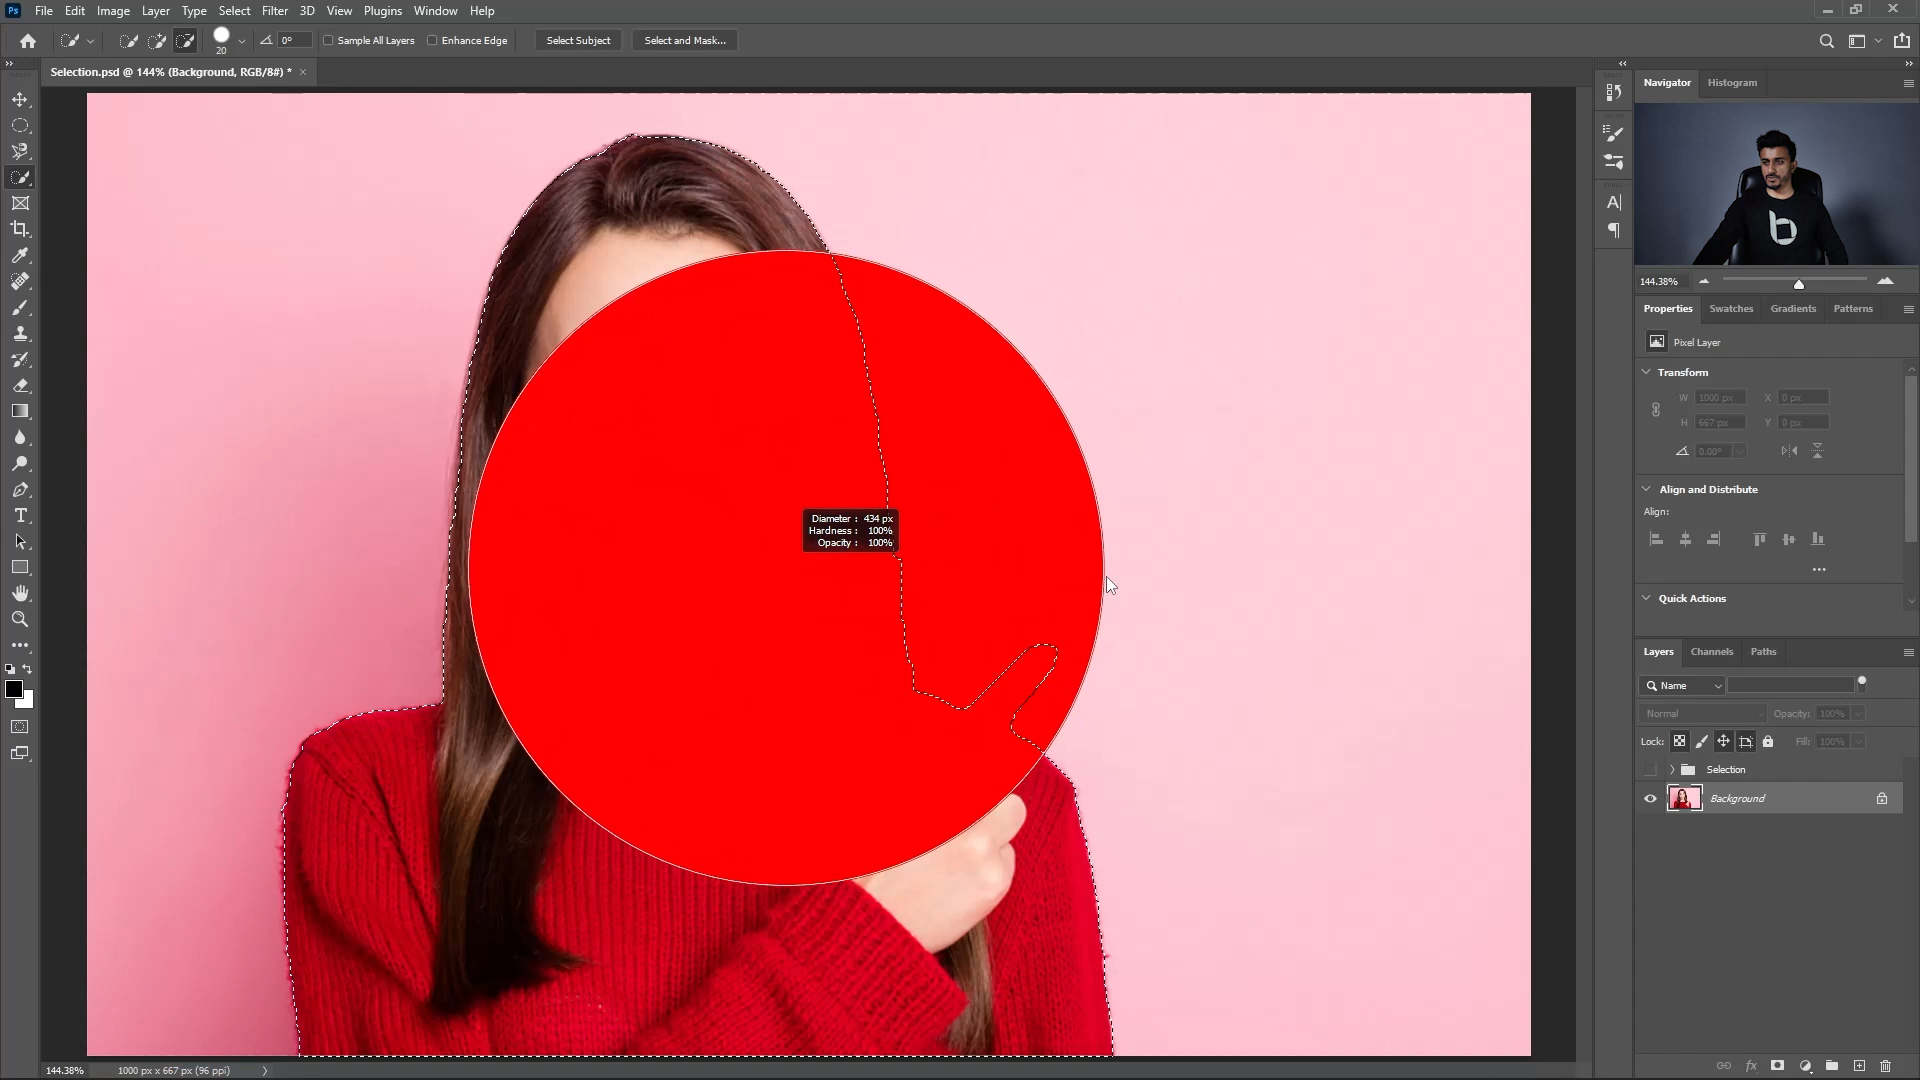 Ps File Edit Image Layer Type Select Filter 3D View Plugins Window Help
20 0° Sample All Layers Enhance Edge Select Subject Select and Mask...
Selection.psd @ 144% (Background, RGB/8#) * ×
Navigator Histogram
b
144.38%
Properties Swatches Gradients Patterns
Pixel Layer
Transform
W 1000 px X 0 px
H 667 px Y 0 px
0.00°
Align and Distribute
Align:
Diameter : 434 px
Hardness : 100%
Opacity : 100%
Quick Actions
Layers Channels Paths
Name
Normal Opacity: 100%
Lock: Fill: 100%
Selection
Background
fx
144.38% 1000 px x 667 px (96 ppi)